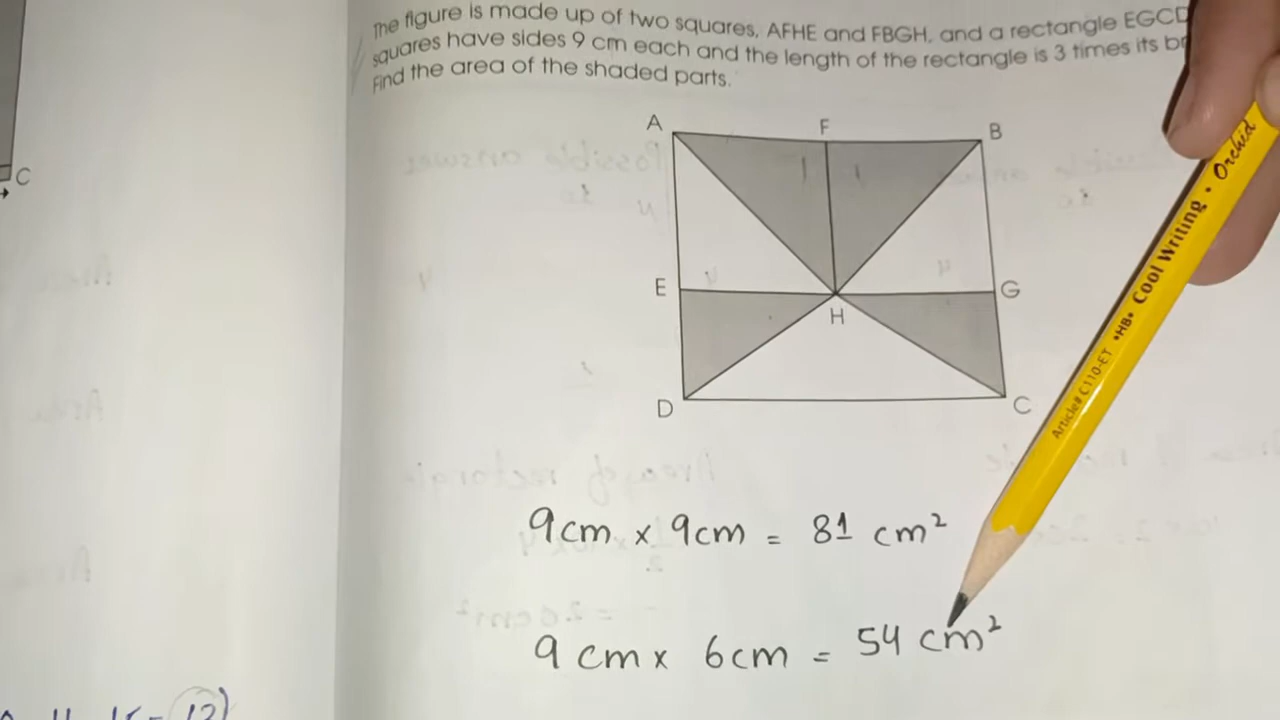 The figure is made up of two squares, AFHE and FBGH, and a rectangle EGCD
squares have sides 9 cm each and the length of the rectangle is 3 times its
Find the area of the shaded parts.
A F B
C
E G
H
D C
9cm x 9cm = 81 cm²
9 cm x 6cm = 54 cm²
Article# C110-ET •HB• Cool Writing • Orchid